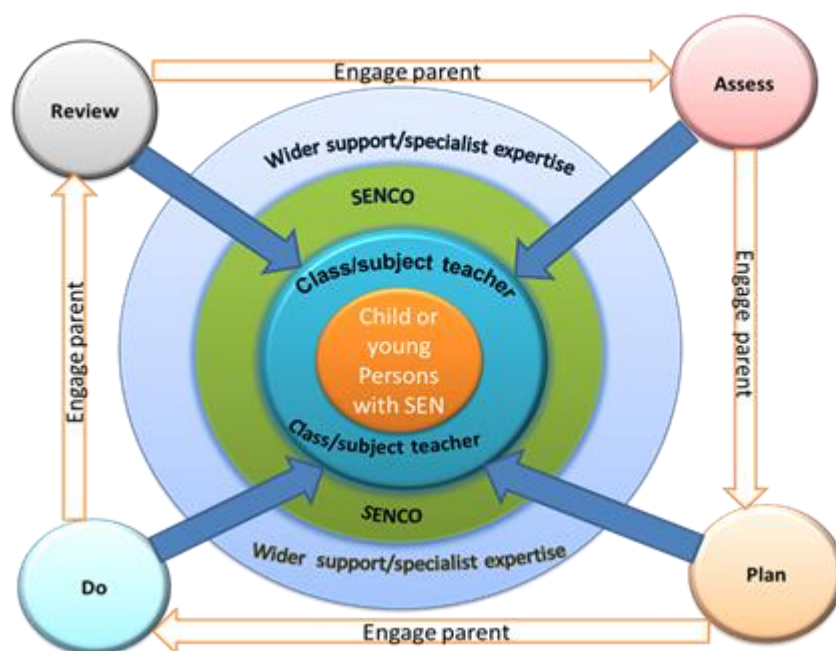 Engage parent
Review
Assess
Wider support/specialist expertise
SENCO
Class/subject teacher
Child or
young
Persons
with SEN
Class/subject teacher
SENCO
Wider support/specialist expertise
Engage parent
Engage parent
Do
Plan
Engage parent